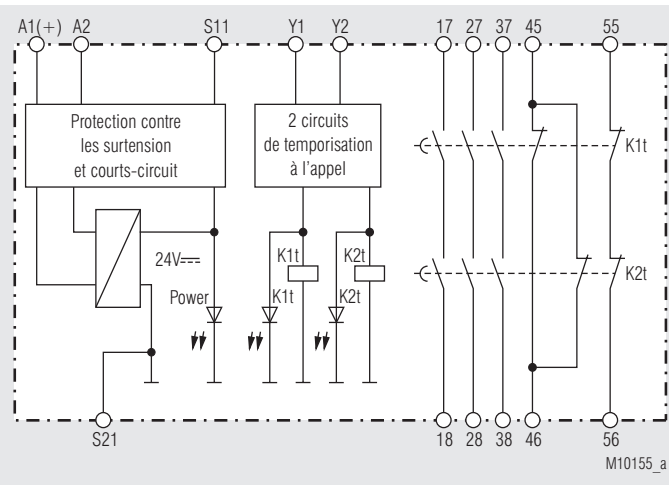 A1(+) A2 S11 Y1 Y2 17 27 37 45 55
Protection contre
les surtension
et courts-circuit
2 circuits
de temporisation
à l'appel
K1t
24V
K1t K2t
Power K1t K2t
K2t
S21 18 28 38 46 56
M10155_a